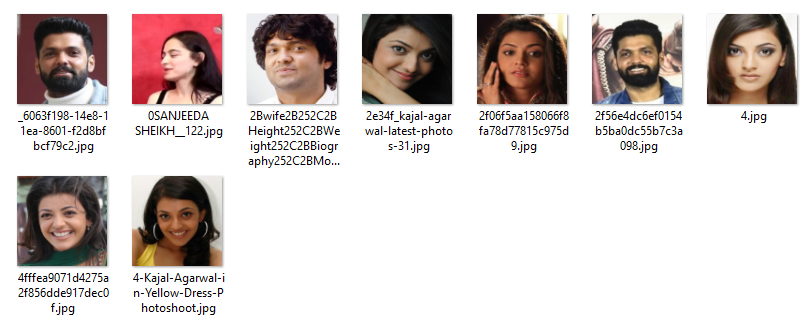 _6063f198-14e8-1
1ea-8601-f2d8bf
bcf79c2.jpg
0SANJEEDA
SHEIKH__122.jpg
2Bwife2B252C2B
Height252C2BWe
ight252C2BBiogr
aphy252C2BMo...
2e34f_kajal-agar
wal-latest-photo
s-31.jpg
2f06f5aa158066f8
fa78d77815c975d
9.jpg
2f56e4dc6ef0154
b5ba0dc55b7c3a
098.jpg
4.jpg
4fffea9071d4275a
2f856dde917dec0
f.jpg
4-Kajal-Agarwal-i
n-Yellow-Dress-P
hotoshoot.jpg